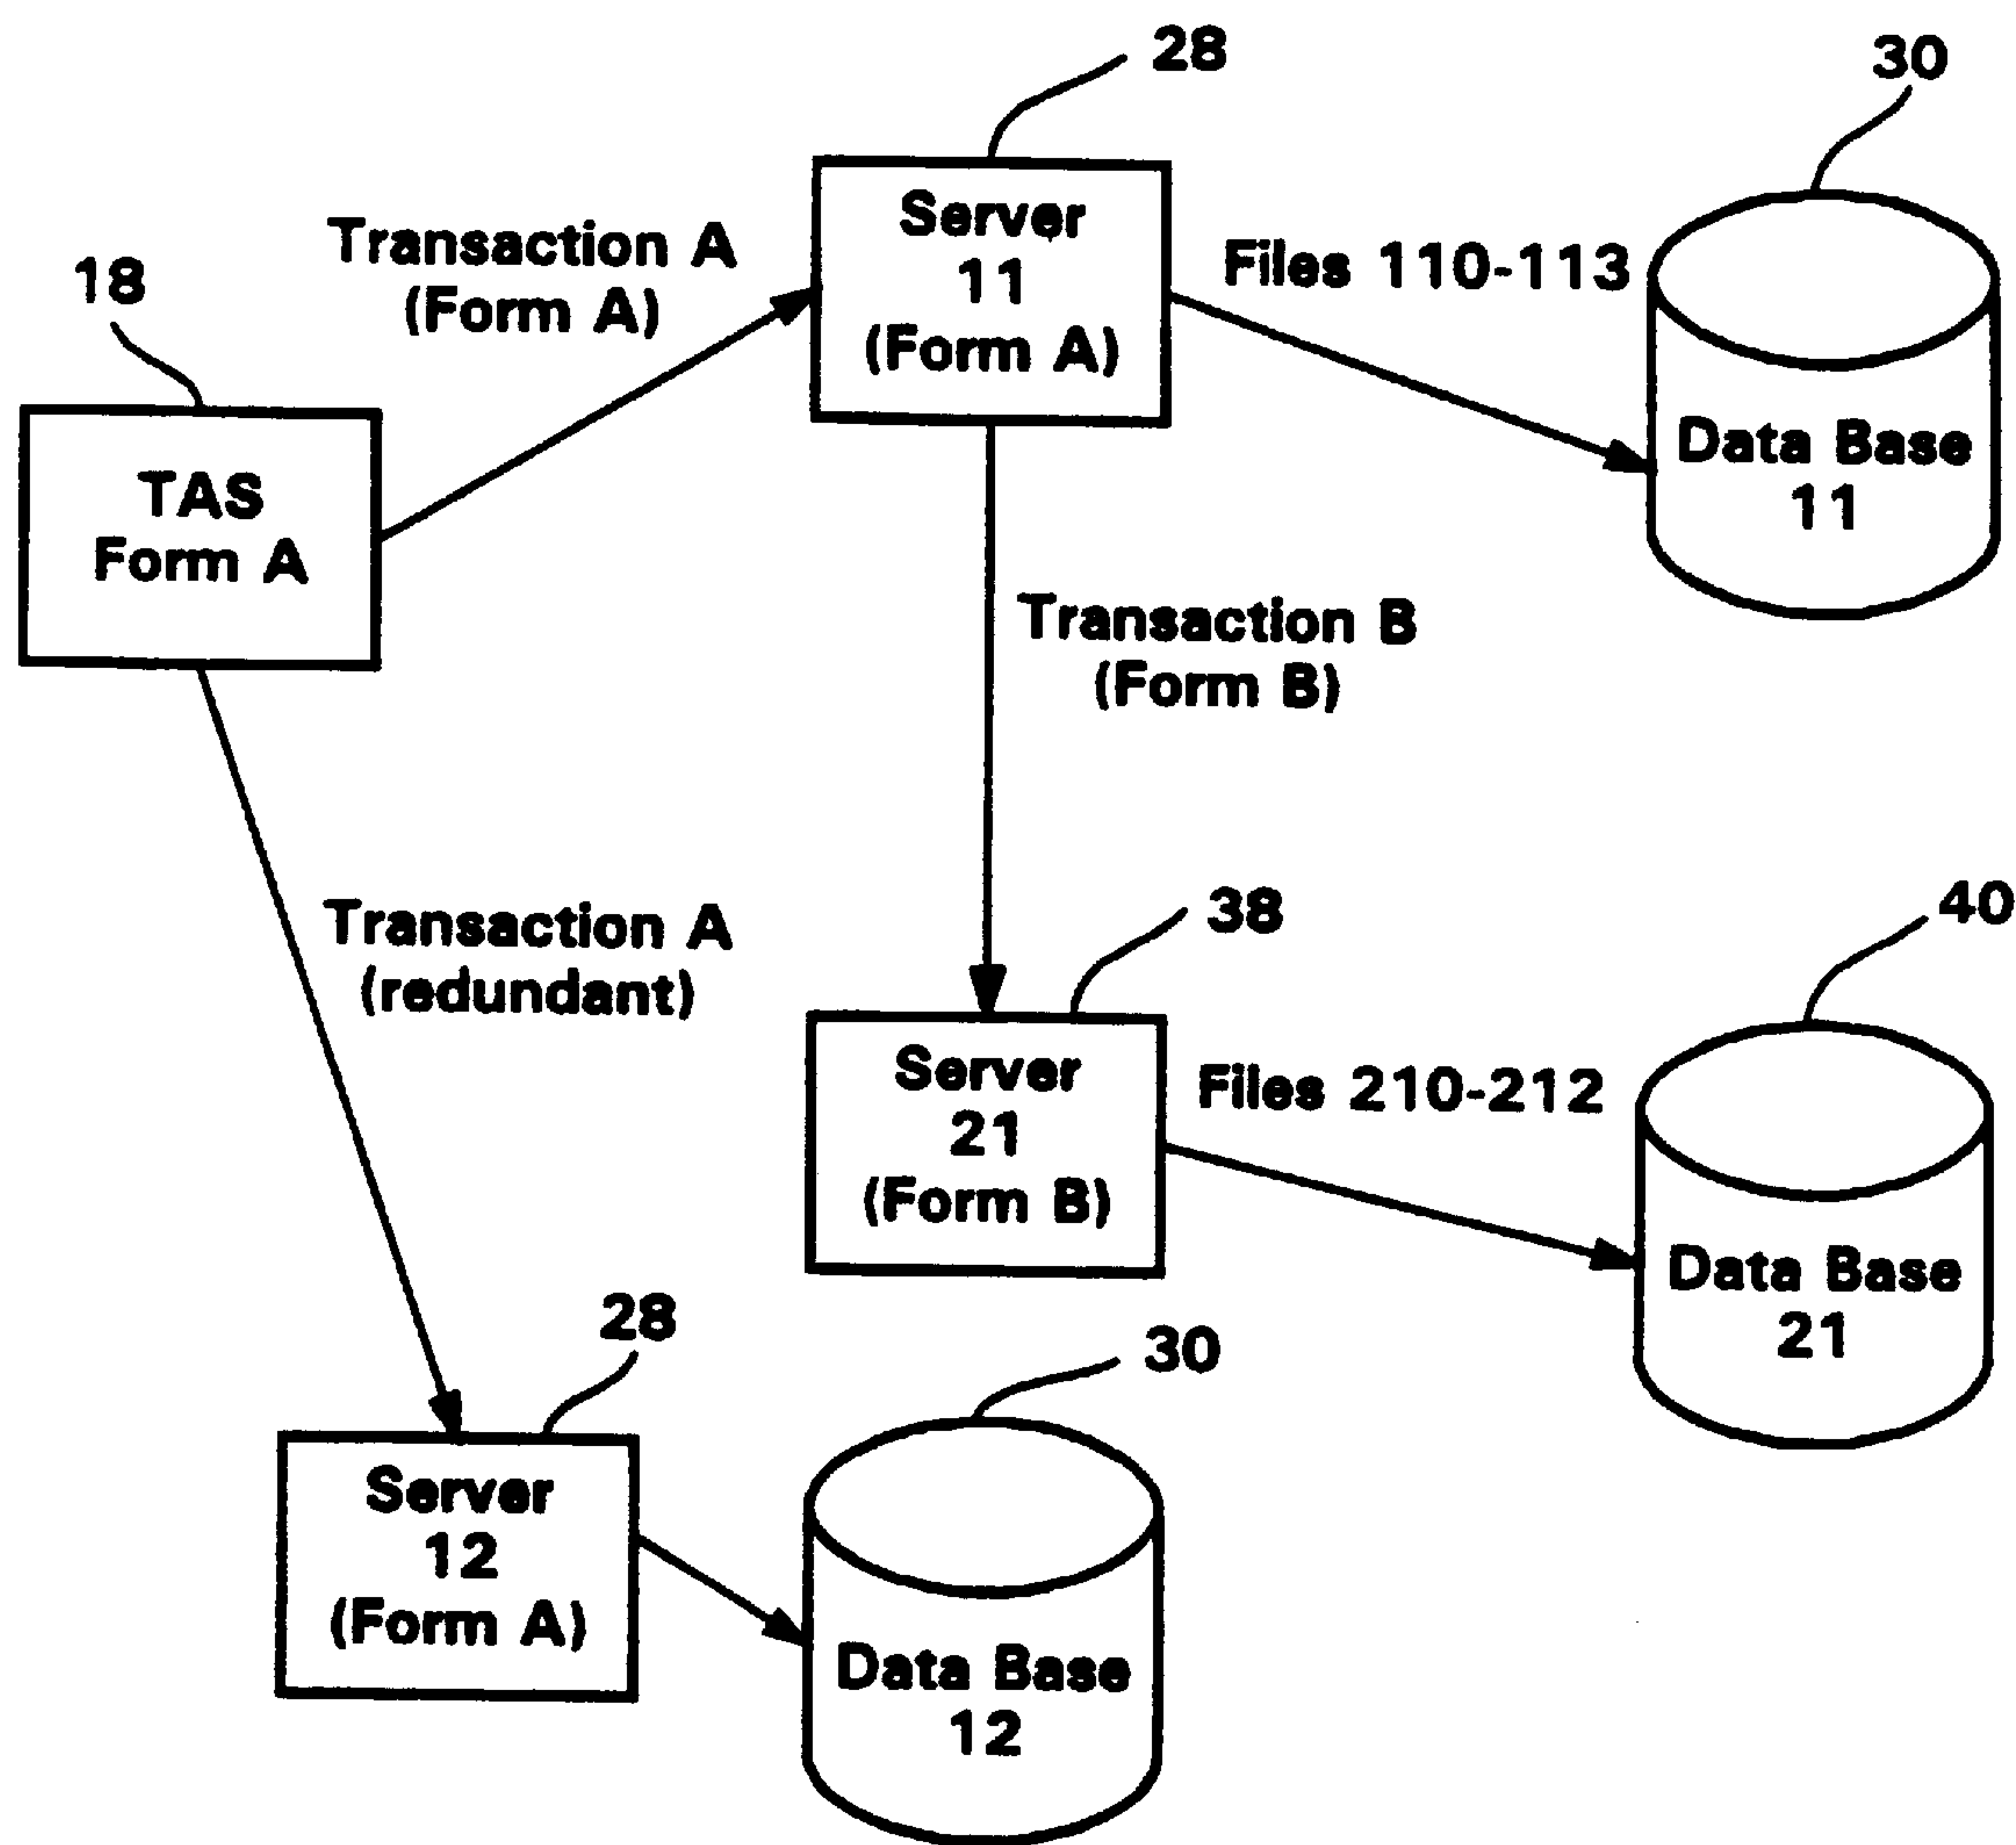 28
30
Server
11
(Form A)
Transaction A
(Form A)
Files 110-113
18
TAS
Form A
Data Base
11
Transaction B
(Form B)
Transaction A
(redundant)
38
40
Server
21
(Form B)
Files 210-212
Data Base
21
28
30
Server
12
(Form A)
Data Base
12